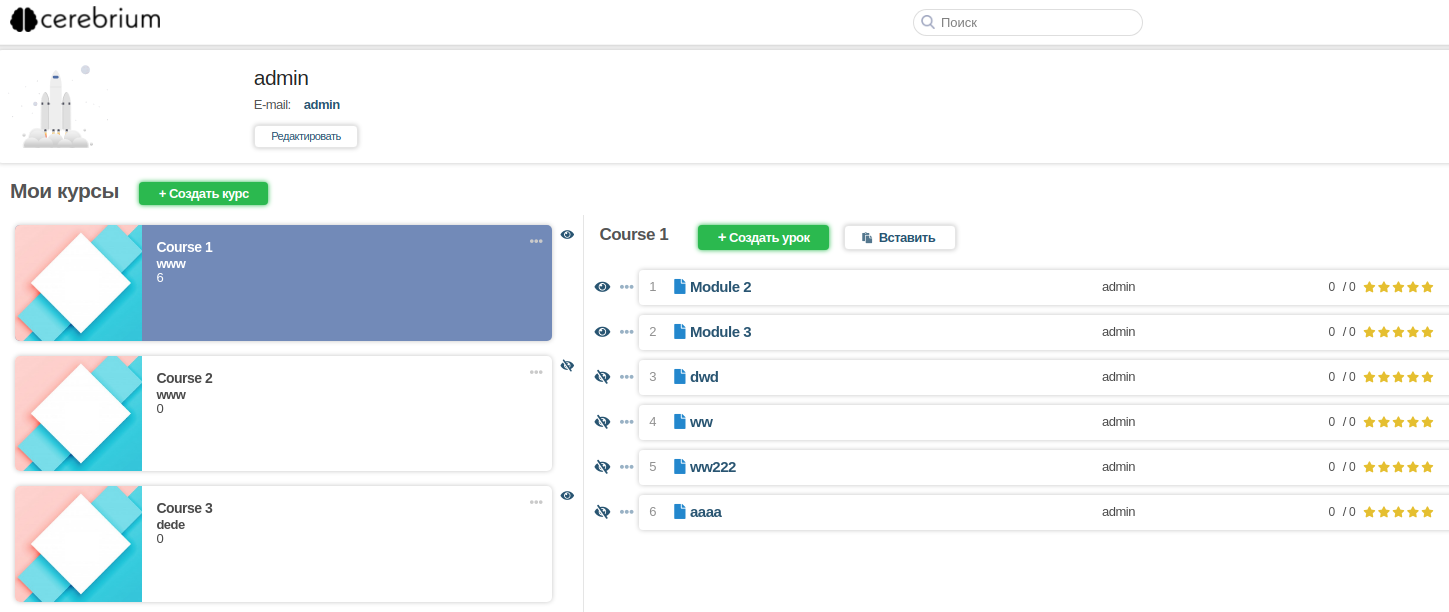 cerebrium
Поиск
admin
E-mail: admin
Редактировать
Мои курсы
+ Создать курс
Course 1
www
6
Course 2
www
0
Course 3
dede
0
Course 1
+ Создать урок
Вставить
1 Module 2 admin 0 / 0
2 Module 3 admin 0 / 0
3 dwd admin 0 / 0
4 ww admin 0 / 0
5 ww222 admin 0 / 0
6 aaaa admin 0 / 0